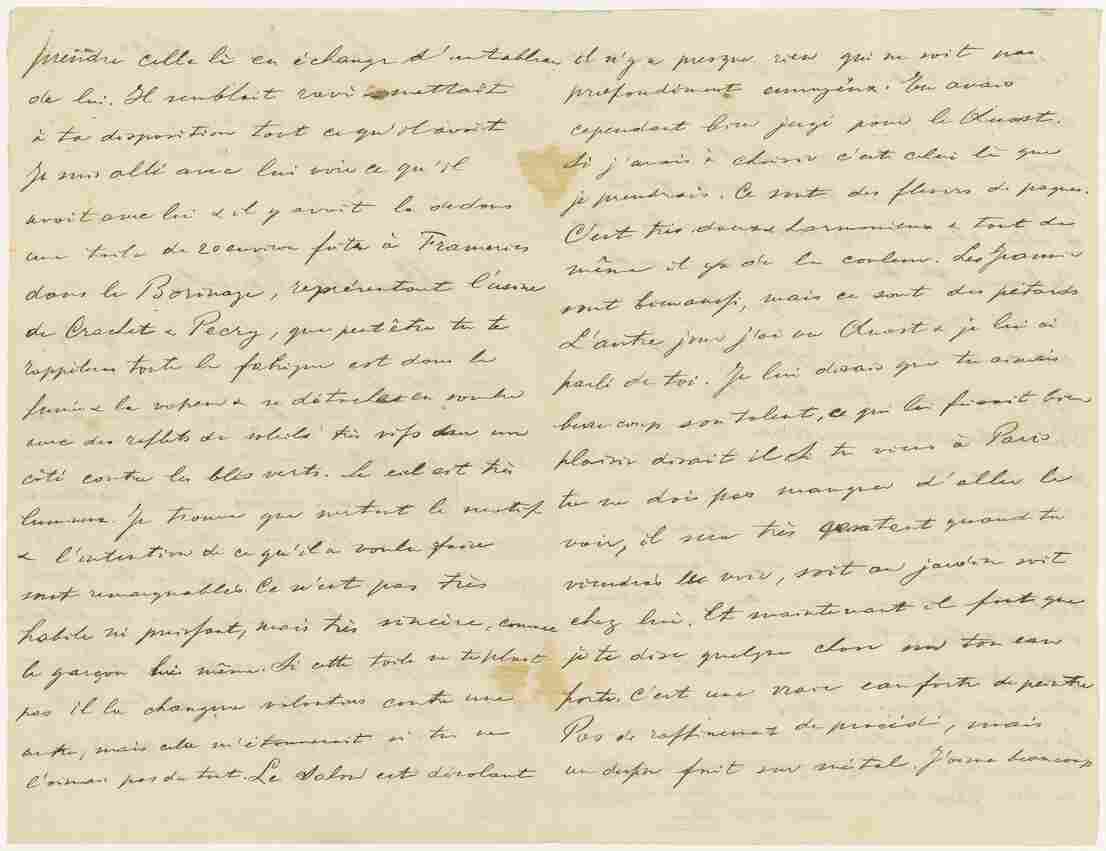 prendre celle là en échange d'un tableau
de lui. Il semblait ravi & mettait
à ta disposition tout ce qu'il avait
Je suis allé avec lui voir ce qu'il
avait avec lui & il y avait là dedans
une toile de 20 environ faite à Frameries
dans le Borinage, représentant l'usine
de Crachet & Pecry, que peut être tu te
rappelles toute la fabrique est dans la
fumée & la vapeur & se détache en sombre
avec des reflets de soleils très vifs dans un
côté contre les blés verts. Le ciel est très
lumineux. Je trouve que surtout le motif
& l'intention de ce qu'il a voulu faire
sont remarquables. Ce n'est pas très
habile ni puissant, mais très sincère, comme
le garçon lui même. Si cette toile ne te plaisait
pas il la changera volontiers contre une
autre, mais cela m'étonnerait si tu ne
l'aimais pas du tout. Le Salon est désolant
il n'y a presque rien qui ne soit pas
profondément ennuyeux. Tu avais
cependant bien jugé pour le Quost.
Si j'avais à choisir c'est celui là que
je prendrais. Ce sont des fleurs de paques.
C'est très doux & harmonieux & tout de
même il y a de la couleur. Les Jeannin
sont bien aussi, mais ce sont des pétards
L'autre jour j'ai vu Quost & je lui ai
parlé de toi. Je lui disais que tu aimais
beaucoup son talent, ce qui lui faisait bien
plaisir disait il Si tu viens à Paris
tu ne dois pas manquer d'aller le
voir, il sera très content quand tu
viendras le voir, soit au jardin soit
chez lui. Et maintenant il faut que
je te dise quelque chose sur ton eau
forte. C'est une vraie eau forte de peintre
Pas de raffinement de procédé, mais
un dessin fait sur métal. J'aime beaucoup